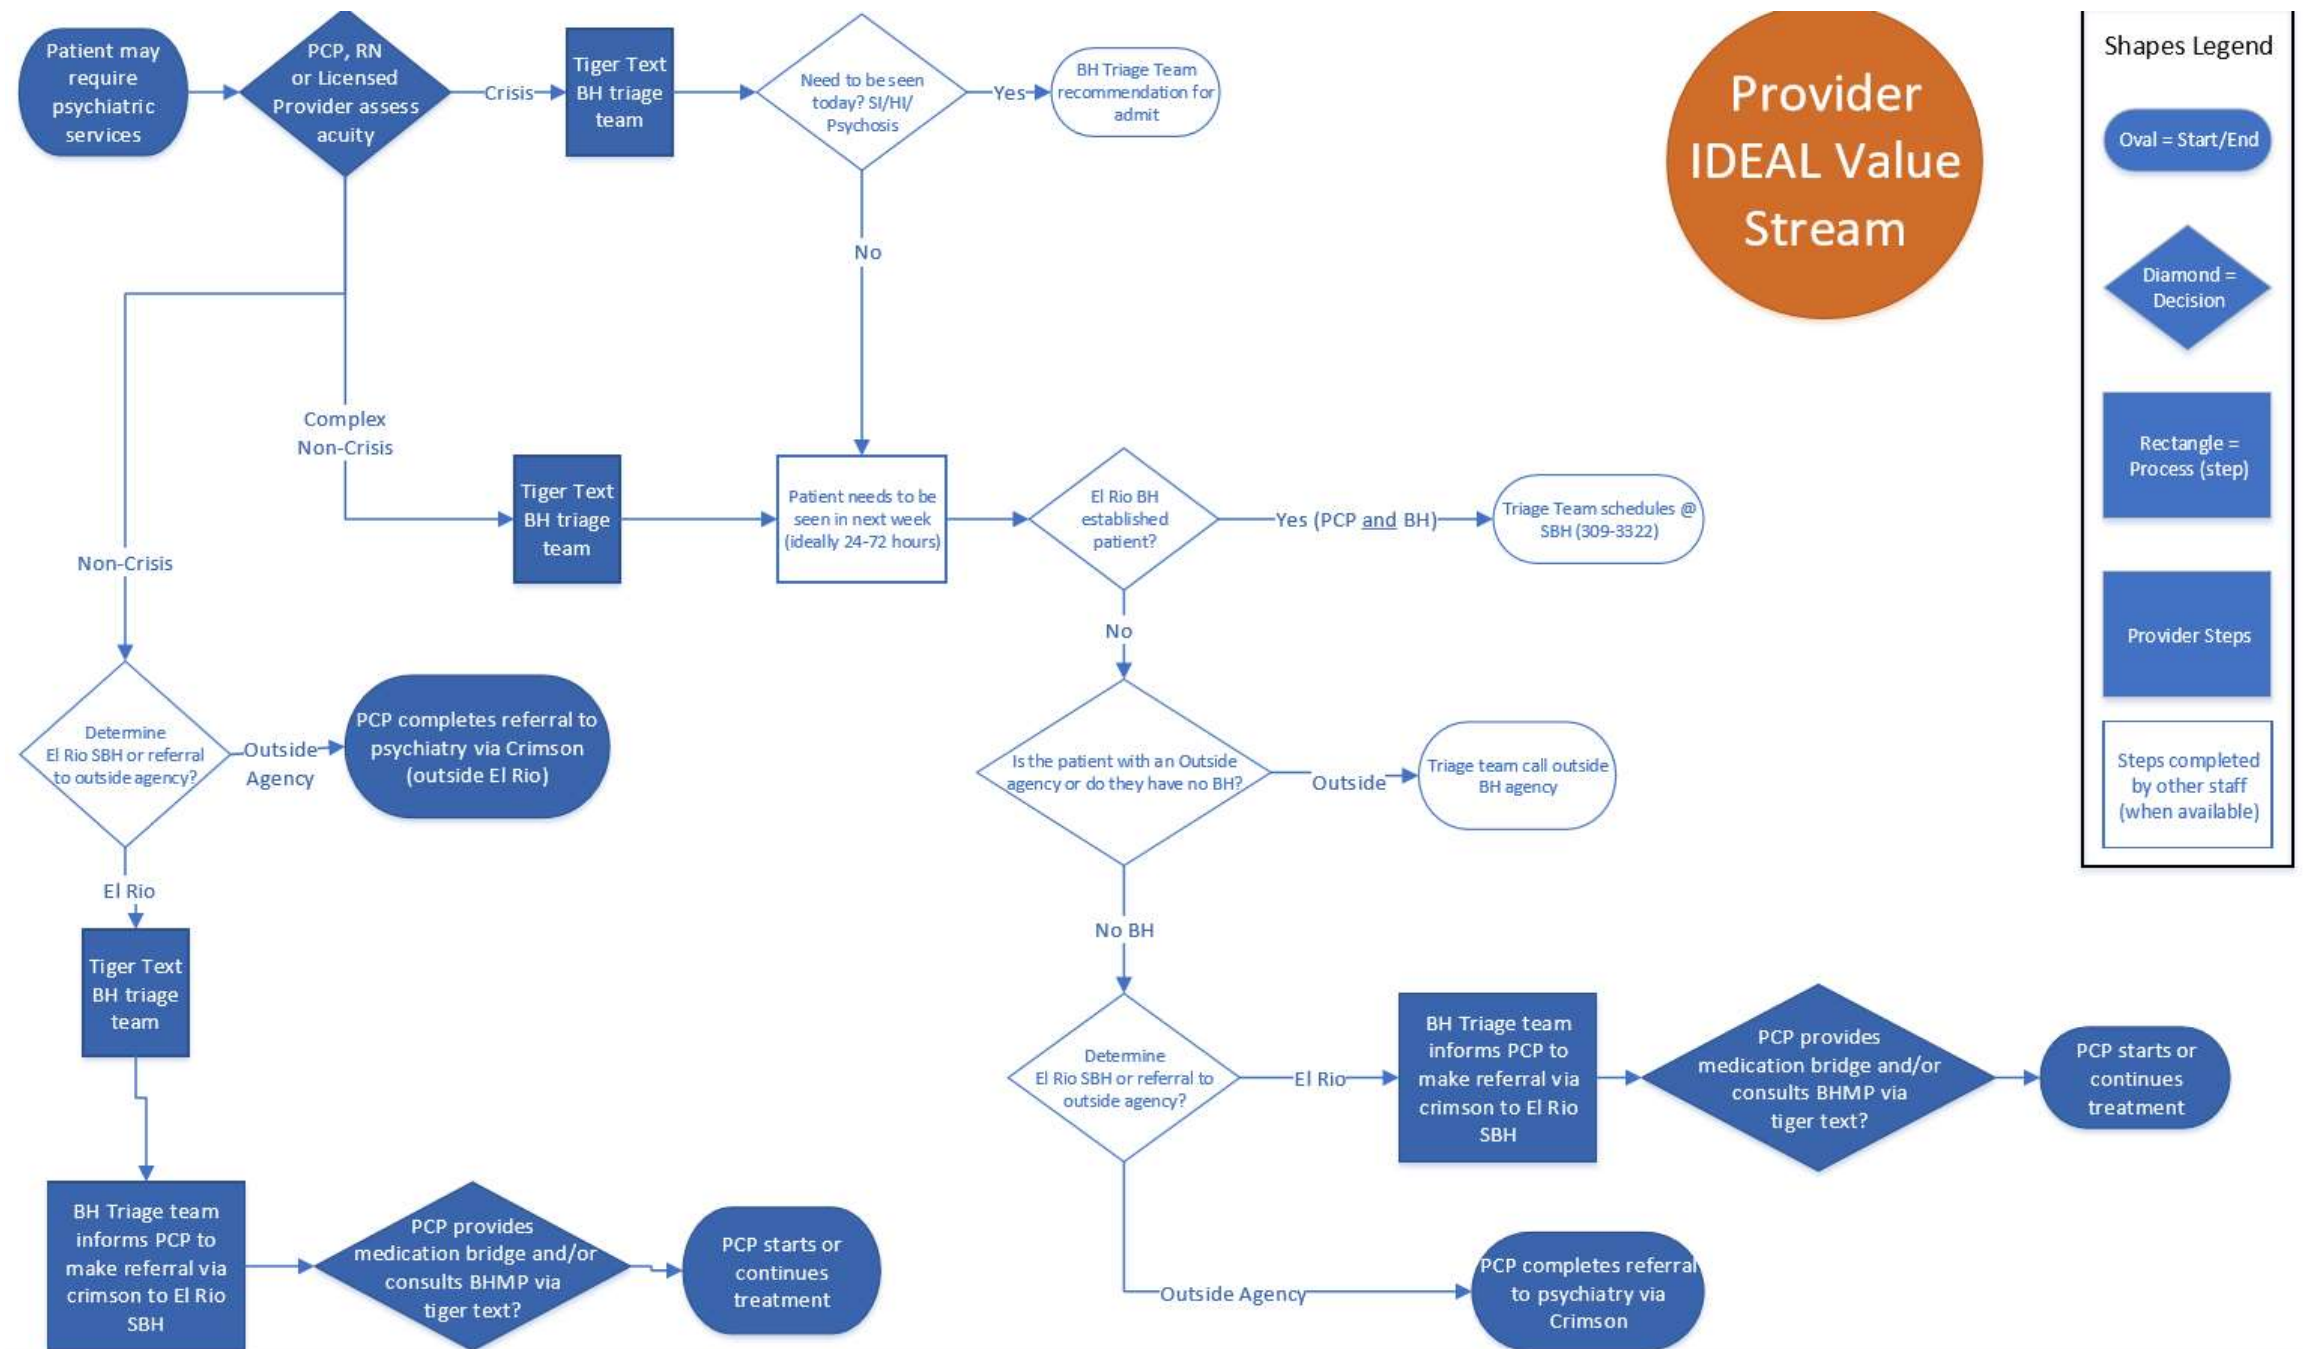 Patient may
require
psychiatric
services
PCP, RN
or Licensed
Provider assess
acuity
Crisis
Tiger Text
BH triage
team
Need to be seen
today? SI/HI/
Psychosis
Yes
BH Triage Team
recommendation for
admit
Provider
IDEAL Value
Stream
Shapes Legend
Oval = Start/End
Diamond =
Decision
Rectangle =
Process (step)
Provider Steps
Steps completed
by other staff
(when available)
No
Complex
Non-Crisis
Tiger Text
BH triage
team
Patient needs to be
seen in next week
(ideally 24-72 hours)
El Rio BH
established
patient?
Yes (PCP and BH)
Triage Team schedules @
SBH (309-3322)
Non-Crisis
No
Determine
El Rio SBH or referral
to outside agency?
Outside
Agency
PCP completes referral to
psychiatry via Crimson
(outside El Rio)
Is the patient with an Outside
agency or do they have no BH?
Outside
Triage team call outside
BH agency
El Rio
No BH
Tiger Text
BH triage
team
Determine
El Rio SBH or referral to
outside agency?
El Rio
BH Triage team
informs PCP to
make referral via
crimson to El Rio
SBH
PCP provides
medication bridge and/or
consults BHMP via
tiger text?
PCP starts or
continues
treatment
BH Triage team
informs PCP to
make referral via
crimson to El Rio
SBH
PCP provides
medication bridge and/or
consults BHMP via
tiger text?
PCP starts or
continues
treatment
Outside Agency
PCP completes referral
to psychiatry via
Crimson